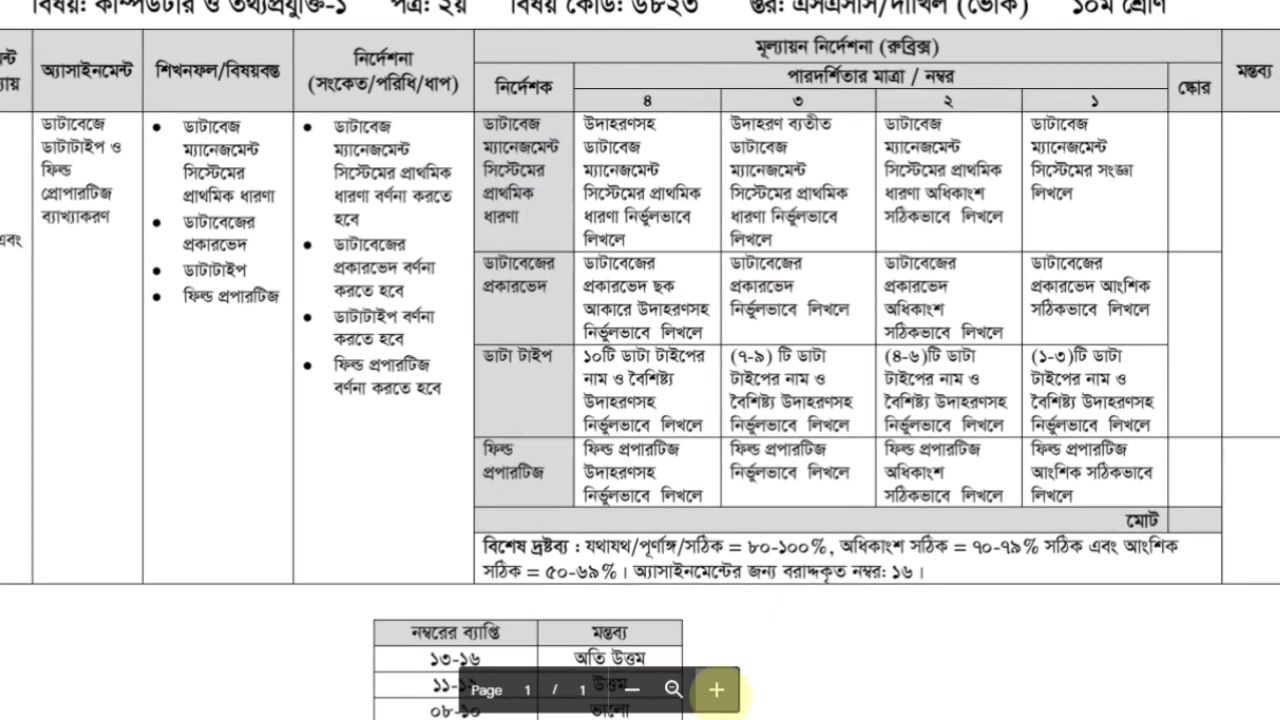 বিষয়: কাম্পউটার ও তথ্যপ্রযুক্তি-১ পত্র: ২য় বিষয় কোড: ৬৮২৩ স্তর: এসএসসি/দাখিল (ভোক) ১০ম শ্রেণি
অ্যাসাইনমেন্ট
শিখনফল/বিষয়বস্তু
নির্দেশনা
(সংকেত/পরিধি/ধাপ)
মূল্যায়ন নির্দেশনা (রুব্রিক্স)
নির্দেশক
পারদর্শিতার মাত্রা / নম্বর
স্কোর
মন্তব্য
৪
৩
২
১
এবং
ডাটাবেজে
ডাটাটাইপ ও
ফিল্ড
প্রোপারটিজ
ব্যাখ্যাকরণ
● ডাটাবেজ
ম্যানেজমেন্ট
সিস্টেমের
প্রাথমিক ধারণা
● ডাটাবেজের
প্রকারভেদ
● ডাটাটাইপ
● ফিল্ড প্রপারটিজ
● ডাটাবেজ
ম্যানেজমেন্ট
সিস্টেমের প্রাথমিক
ধারণা বর্ণনা করতে
হবে
● ডাটাবেজের
প্রকারভেদ বর্ণনা
করতে হবে
● ডাটাটাইপ বর্ণনা
করতে হবে
● ফিল্ড প্রপারটিজ
বর্ণনা করতে হবে
ডাটাবেজ
ম্যানেজমেন্ট
সিস্টেমের
প্রাথমিক
ধারণা
উদাহরণসহ
ডাটাবেজ
ম্যানেজমেন্ট
সিস্টেমের প্রাথমিক
ধারণা নির্ভুলভাবে
লিখলে
উদাহরণ ব্যতীত
ডাটাবেজ
ম্যানেজমেন্ট
সিস্টেমের প্রাথমিক
ধারণা নির্ভুলভাবে
লিখলে
ডাটাবেজ
ম্যানেজমেন্ট
সিস্টেমের প্রাথমিক
ধারণা অধিকাংশ
সঠিকভাবে লিখলে
ডাটাবেজ
ম্যানেজমেন্ট
সিস্টেমের সংজ্ঞা
লিখলে
ডাটাবেজের
প্রকারভেদ
ডাটাবেজের
প্রকারভেদ ছক
আকারে উদাহরণসহ
নির্ভুলভাবে লিখলে
ডাটাবেজের
প্রকারভেদ
নির্ভুলভাবে লিখলে
ডাটাবেজের
প্রকারভেদ
অধিকাংশ
সঠিকভাবে লিখলে
ডাটাবেজের
প্রকারভেদ আংশিক
সঠিকভাবে লিখলে
ডাটা টাইপ
১০টি ডাটা টাইপের
নাম ও বৈশিষ্ট্য
উদাহরণসহ
নির্ভুলভাবে লিখলে
(৭-৯) টি ডাটা
টাইপের নাম ও
বৈশিষ্ট্য উদাহরণসহ
নির্ভুলভাবে লিখলে
(৪-৬)টি ডাটা
টাইপের নাম ও
বৈশিষ্ট্য উদাহরণসহ
নির্ভুলভাবে লিখলে
(১-৩)টি ডাটা
টাইপের নাম ও
বৈশিষ্ট্য উদাহরণসহ
নির্ভুলভাবে লিখলে
ফিল্ড
প্রপারটিজ
ফিল্ড প্রপারটিজ
উদাহরণসহ
নির্ভুলভাবে লিখলে
ফিল্ড প্রপারটিজ
নির্ভুলভাবে লিখলে
ফিল্ড প্রপারটিজ
অধিকাংশ
সঠিকভাবে লিখলে
ফিল্ড প্রপারটিজ
আংশিক সঠিকভাবে
লিখলে
মোট
বিশেষ দ্রষ্টব্য : যথাযথ/পূর্ণাঙ্গ/সঠিক = ৮০-১০০%, অধিকাংশ সঠিক = ৭০-৭৯% সঠিক এবং আংশিক
সঠিক = ৫০-৬৯%। অ্যাসাইনমেন্টের জন্য বরাদ্দকৃত নম্বর: ১৬।
নম্বরের ব্যাপ্তি মন্তব্য
১৩-১৬ অতি উত্তম
উত্তম
০৮-১০ ভালো
Page 1 / 1